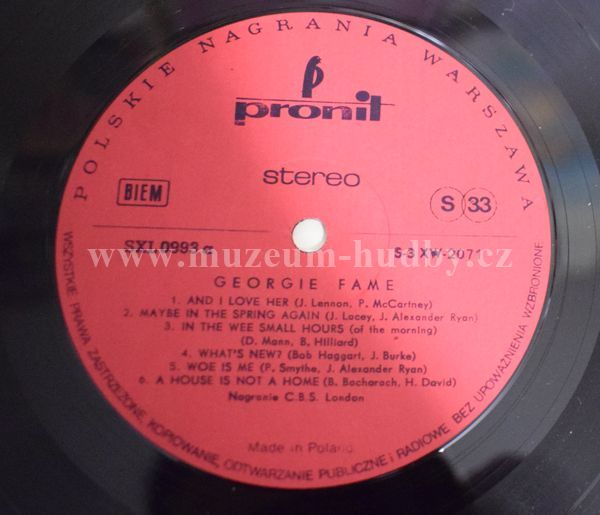 POLSKIE NAGRANIA WARSZAWA
pronit
stereo
BIEM
S 33
SXL 0993 a
S-3 XW-2071
www.muzeum-hudby.cz
GEORGIE FAME
1. AND I LOVE HER (J. Lennon, P. McCartney)
2. MAYBE IN THE SPRING AGAIN (J. Lacey, J. Alexander Ryan)
3. IN THE WEE SMALL HOURS (of the morning)
(D. Mann, B. Hilliard)
4. WHAT'S NEW? (Bob Haggart, J. Burke)
5. WOE IS ME (P. Smythe, J. Alexander Ryan)
6. A HOUSE IS NOT A HOME (B. Bacharach, H. David)
Nagranie C.B.S. London
Made in Poland
WSZYSTKIE PRAWA ZASTRZEŻONE, KOPIOWANIE, ODTWARZANIE PUBLICZNE i RADIOWE BEZ UPOWAŻNIENIA WZBRONIONE